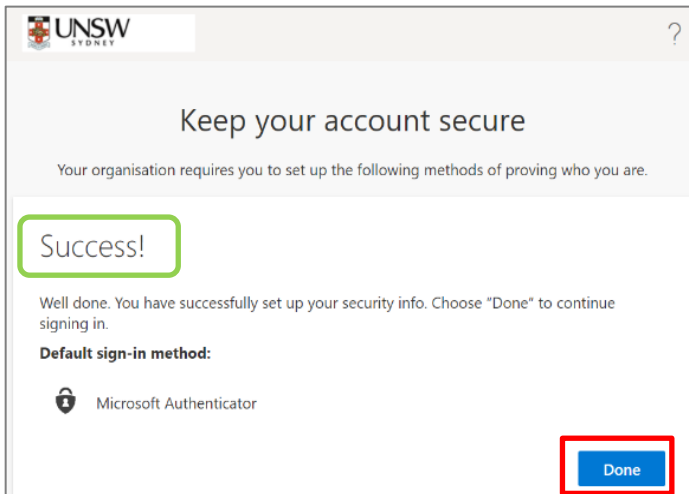 UNSW
SYDNEY
?
Keep your account secure
Your organisation requires you to set up the following methods of proving who you are.
Success!
Well done. You have successfully set up your security info. Choose “Done” to continue
signing in.
Default sign-in method:
Microsoft Authenticator
Done